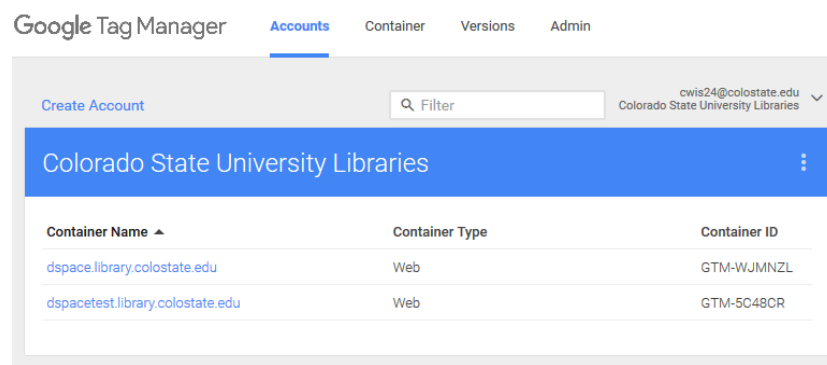 Google Tag Manager Accounts Container Versions Admin
Create Account Filter cwis24@colostate.edu
Colorado State University Libraries
Colorado State University Libraries
Container Name Container Type Container ID
dspace.library.colostate.edu Web GTM-WJMNZL
dspacetest.library.colostate.edu Web GTM-5C48CR